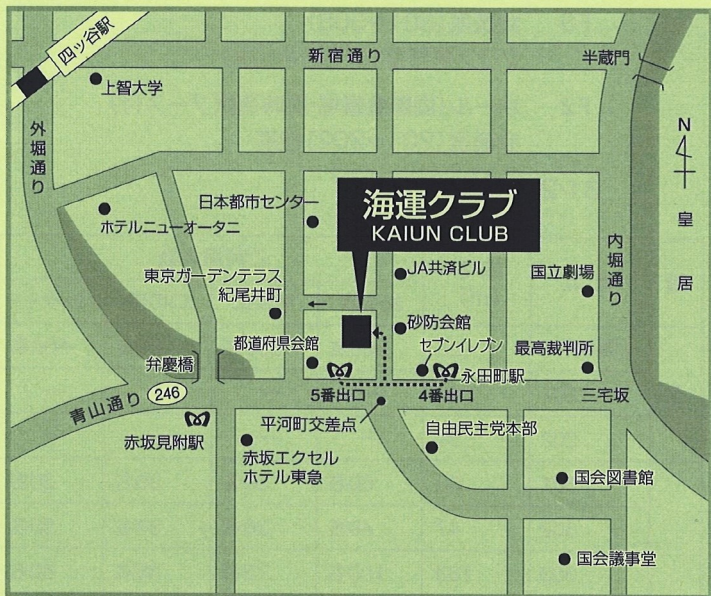 四ッ谷駅
新宿通り
半蔵門
上智大学
外堀通り
N
皇居
日本都市センター
海運クラブ
KAIUN CLUB
ホテルニューオータニ
内堀通り
JA共済ビル
国立劇場
東京ガーデンテラス
紀尾井町
←
砂防会館
都道府県会館
セブンイレブン
最高裁判所
弁慶橋
永田町駅
246
青山通り
5番出口
4番出口
三宅坂
平河町交差点
赤坂見附駅
自由民主党本部
赤坂エクセル
ホテル東急
国会図書館
国会議事堂